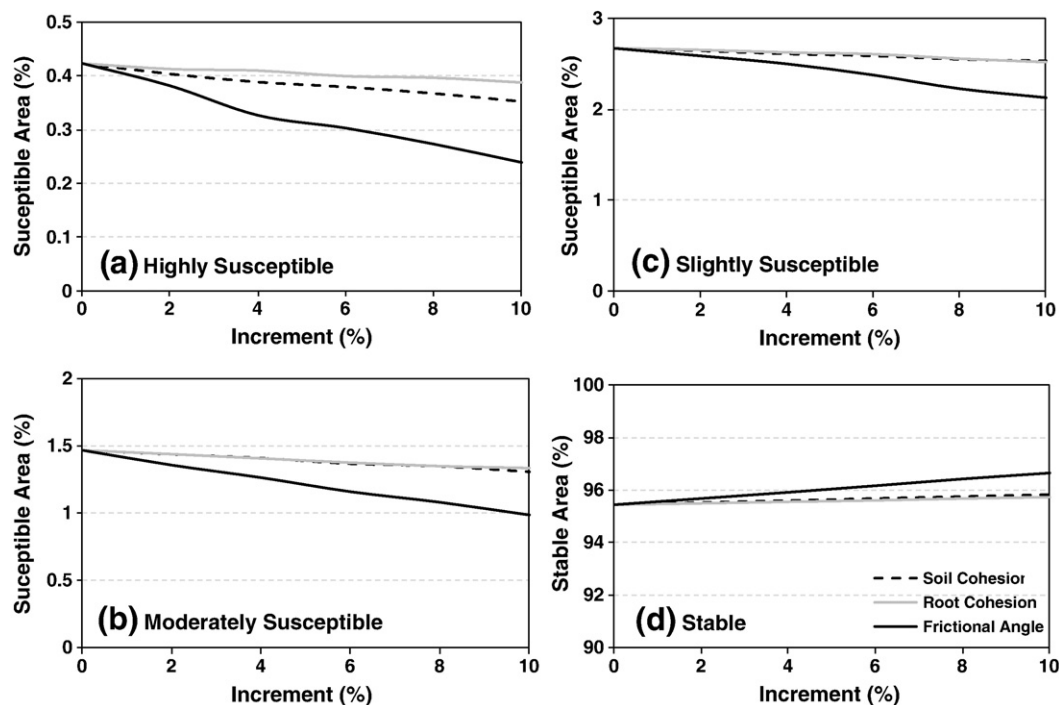 0.5
0.4
0.3
0.2
0.1
0
Suceptible Area (%)
(a) Highly Susceptible
0 2 4 6 8 10
Increment (%)
3
2
1
0
Suceptible Area (%)
(c) Slightly Susceptible
0 2 4 6 8 10
Increment (%)
2
1.5
1
0.5
0
Suceptible Area (%)
(b) Moderately Susceptible
0 2 4 6 8 10
Increment (%)
100
98
96
94
92
90
Stable Area (%)
Soil Cohesion
Root Cohesion
Frictional Angle
(d) Stable
0 2 4 6 8 10
Increment (%)